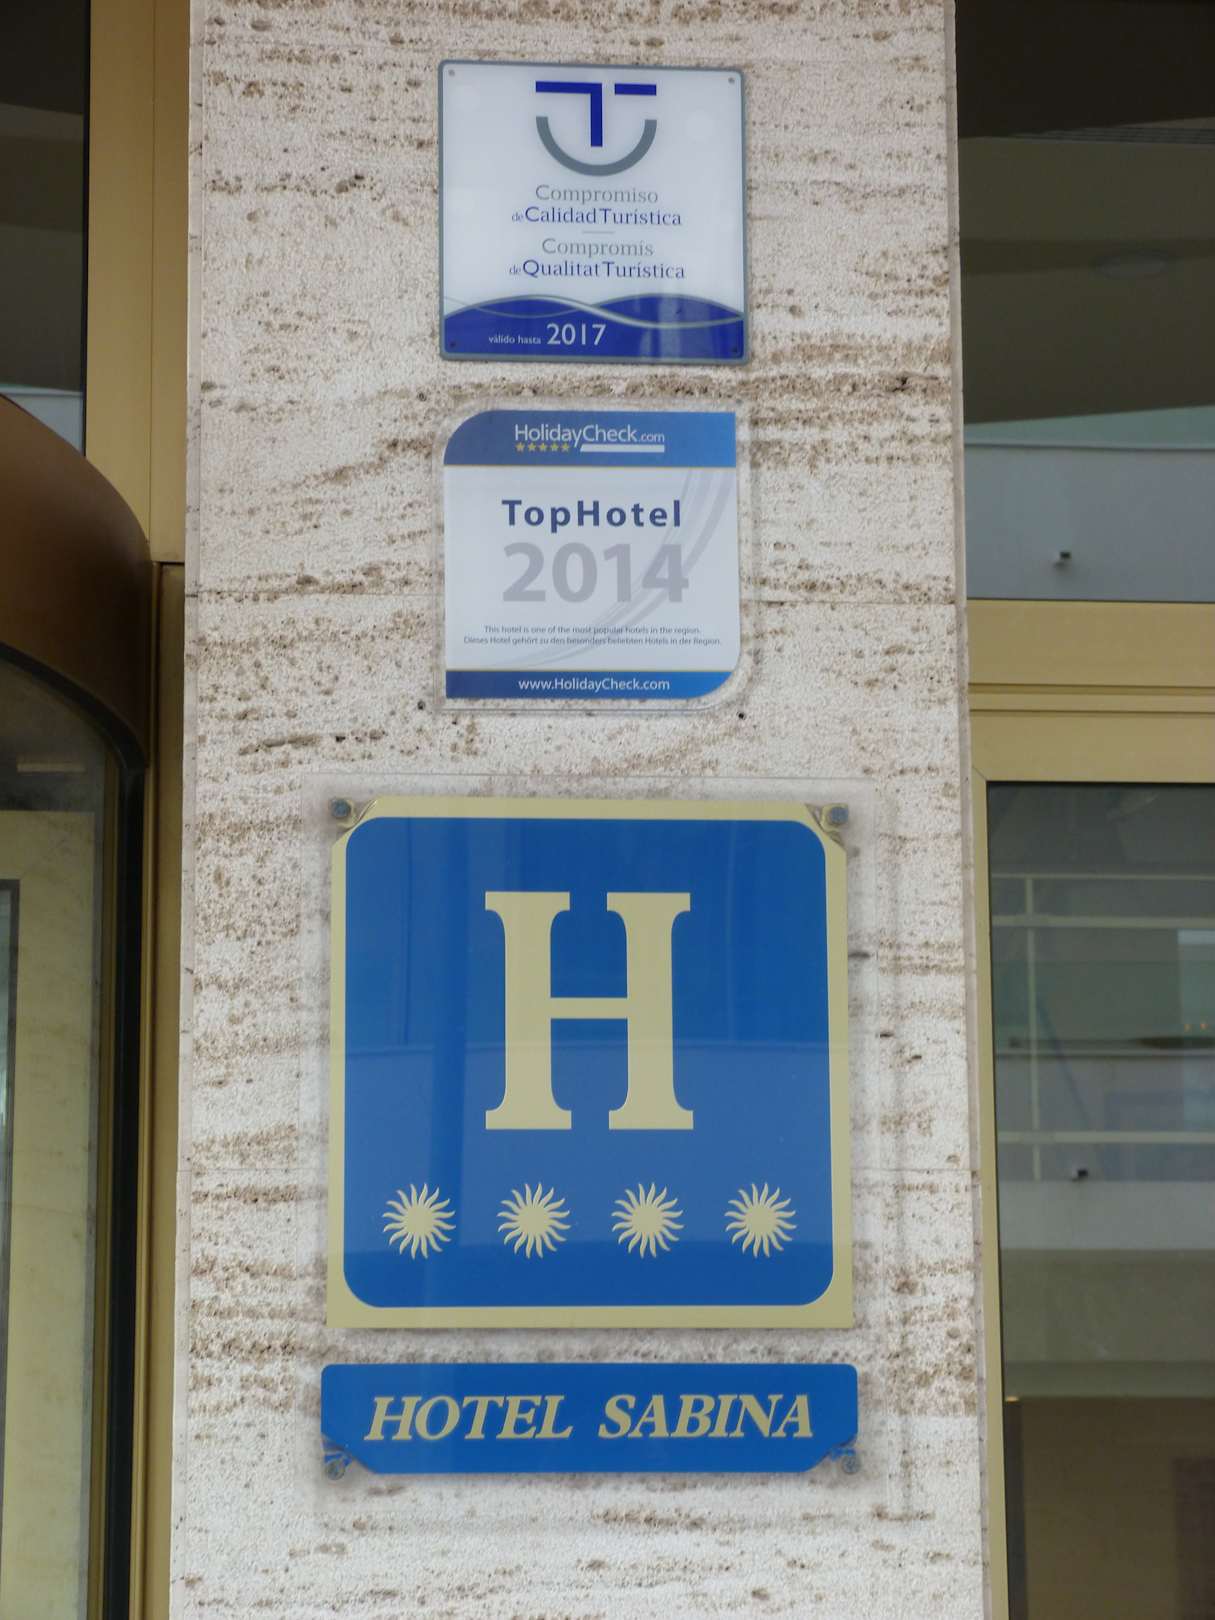 Compromiso
de Calidad Turística
Compromís
de Qualitat Turística
válido hasta 2017
HolidayCheck.com
TopHotel
2014
This hotel is one of the most popular hotels in the region.
Dieses Hotel gehört zu den besonders beliebten Hotels in der Region.
www.HolidayCheck.com
H
HOTEL SABINA